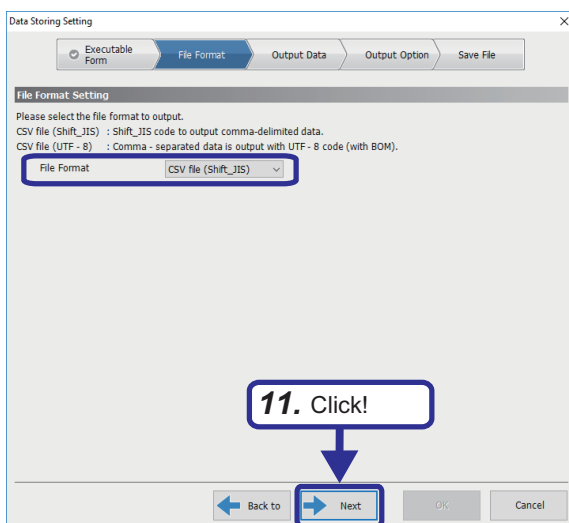 Data Storing Setting
Executable
Form
File Format
Output Data
Output Option
Save File
File Format Setting
Please select the file format to output.
CSV file (Shift_JIS) : Shift_JIS code to output comma-delimited data.
CSV file (UTF - 8) : Comma - separated data is output with UTF - 8 code (with BOM).
File Format CSV file (Shift_JIS)
11. Click!
Back to Next OK Cancel